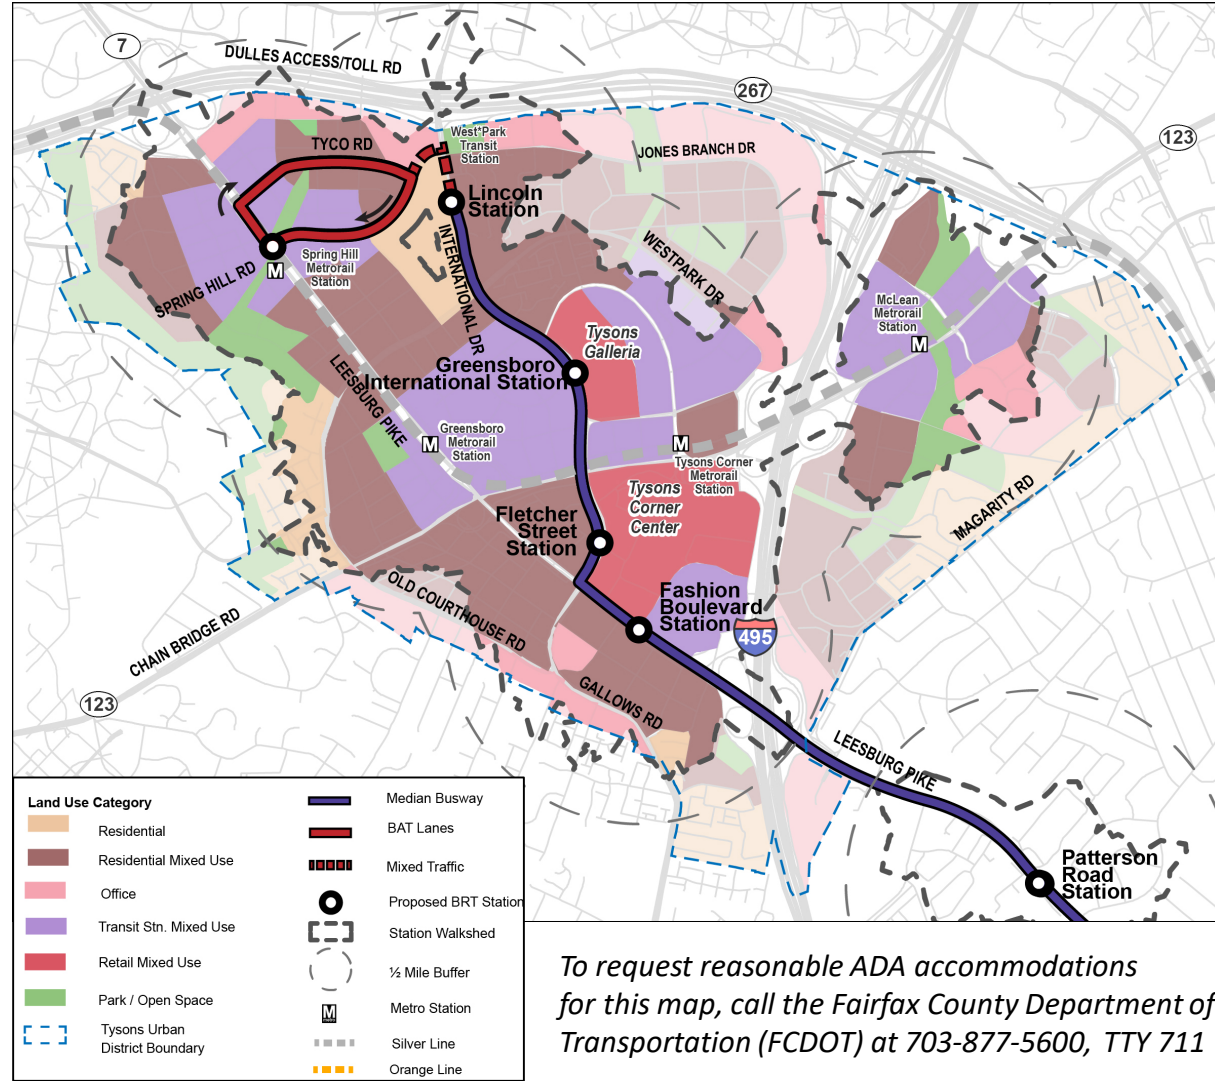 7
DULLES ACCESS/TOLL RD
267
123
West*Park
Transit
Station
TYCO RD
JONES BRANCH DR
Lincoln
Station
INTERNATIONAL DR
WESTPARK DR
Spring Hill
Metrorail
Station
M
SPRING HILL RD
McLean
Metrorail
Station
M
Tysons
Galleria
Greensboro
International Station
LEESBURG PIKE
Greensboro
Metrorail
Station
M
M
Tysons Corner
Metrorail
Station
Tysons
Corner
Center
MAGARITY RD
Fletcher
Street
Station
Fashion
Boulevard
Station
495
OLD COURTHOUSE RD
CHAIN BRIDGE RD
123
GALLOWS RD
LEESBURG PIKE
Patterson
Road
Station
Land Use Category
Residential
Residential Mixed Use
Office
Transit Stn. Mixed Use
Retail Mixed Use
Park / Open Space
Tysons Urban
District Boundary
Median Busway
BAT Lanes
Mixed Traffic
Proposed BRT Station
Station Walkshed
½ Mile Buffer
M
Metro Station
Silver Line
Orange Line
To request reasonable ADA accommodations
for this map, call the Fairfax County Department of
Transportation (FCDOT) at 703-877-5600, TTY 711